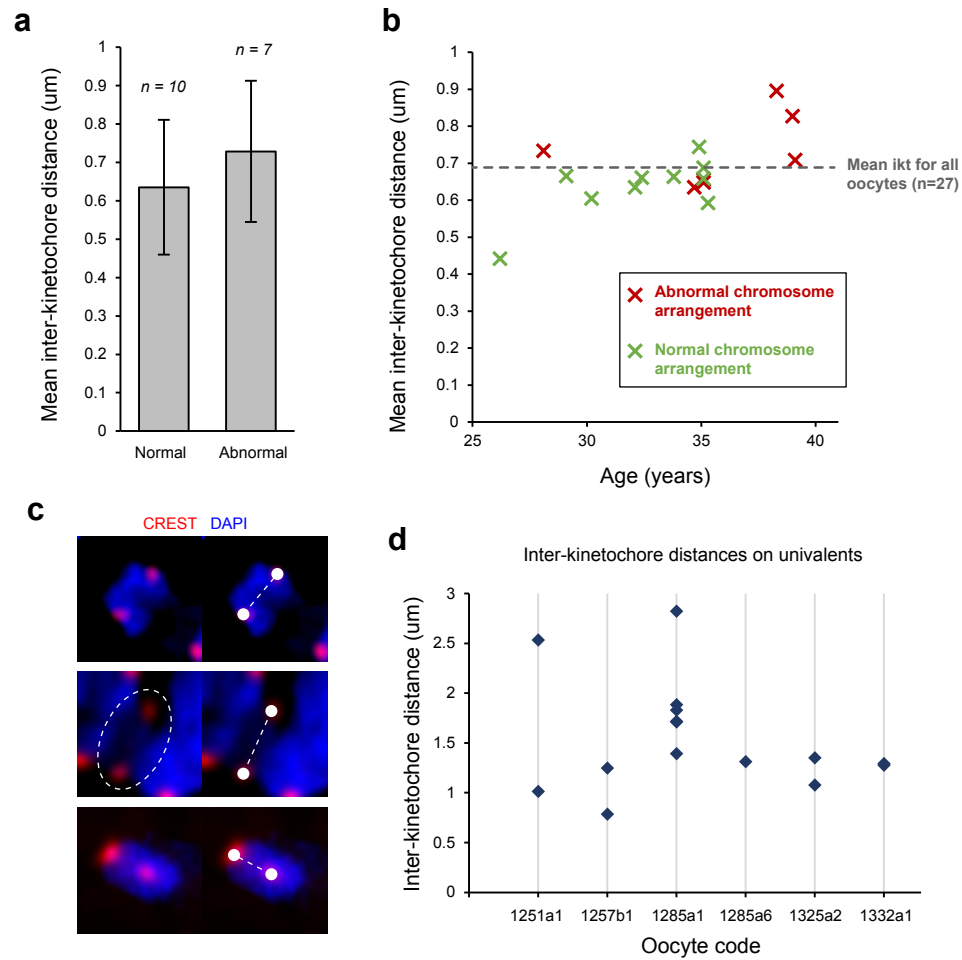 a
Mean inter-kinetochore distance (um)
1
0.9
0.8
0.7
0.6
0.5
0.4
0.3
0.2
0.1
0
n = 10
n = 7
Normal
Abnormal
b
Mean inter-kinetochore distance (um)
1
0.9
0.8
0.7
0.6
0.5
0.4
0.3
0.2
0.1
0
Mean ikt for all
oocytes (n=27)
Abnormal chromosome
arrangement
Normal chromosome
arrangement
25
30
35
40
Age (years)
c
CREST DAPI
d
Inter-kinetochore distances on univalents
Inter-kinetochore distance (um)
3
2.5
2
1.5
1
0.5
0
1251a1
1257b1
1285a1
1285a6
1325a2
1332a1
Oocyte code